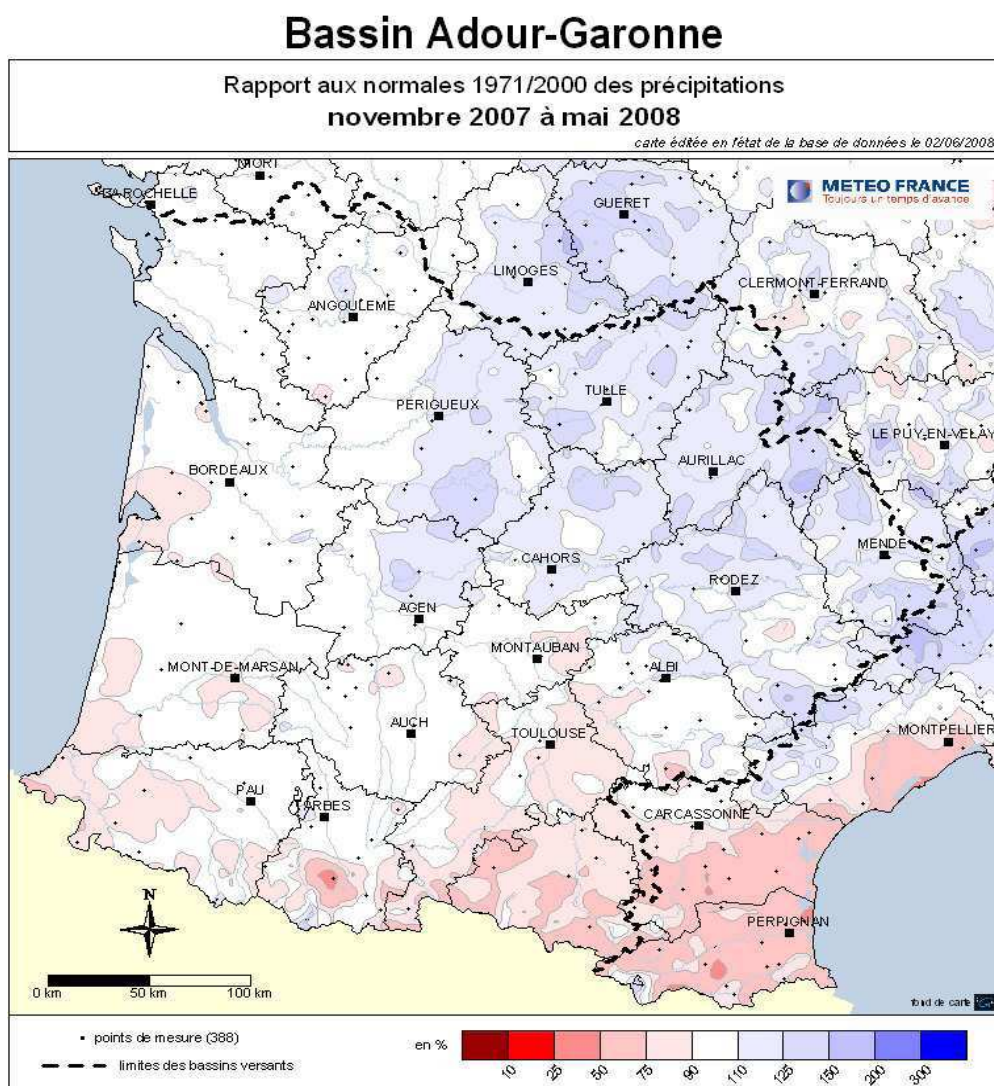 Bassin Adour-Garonne
Rapport aux normales 1971/2000 des précipitations
novembre 2007 à mai 2008
carte éditée en l'état de la base de données le 02/06/2008
METEO FRANCE
Toujours un temps d'avance
NIORT
LA ROCHELLE
GUERET
LIMOGES
CLERMONT-FERRAND
ANGOULEME
TULLE
PERIGUEUX
LE PUY-EN-VELAY
AURILLAC
BORDEAUX
MENDE
CAHORS
RODEZ
AGEN
MONTAUBAN
MONT-DE-MARSAN
ALBI
AUCH
TOULOUSE
MONTPELLIER
PAU
TARBES
CARCASSONNE
N
PERPIGNAN
0 km 50 km 100 km
fond de carte
points de mesure (388)
limites des bassins versants
en %
10 25 50 75 90 110 125 150 200 300